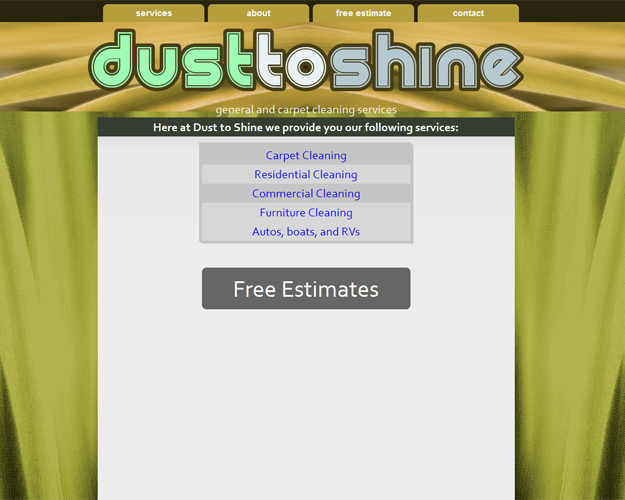 services about free estimate contact
dusttoshine
general and carpet cleaning services
Here at Dust to Shine we provide you our following services:
Carpet Cleaning
Residential Cleaning
Commercial Cleaning
Furniture Cleaning
Autos, boats, and RVs
Free Estimates